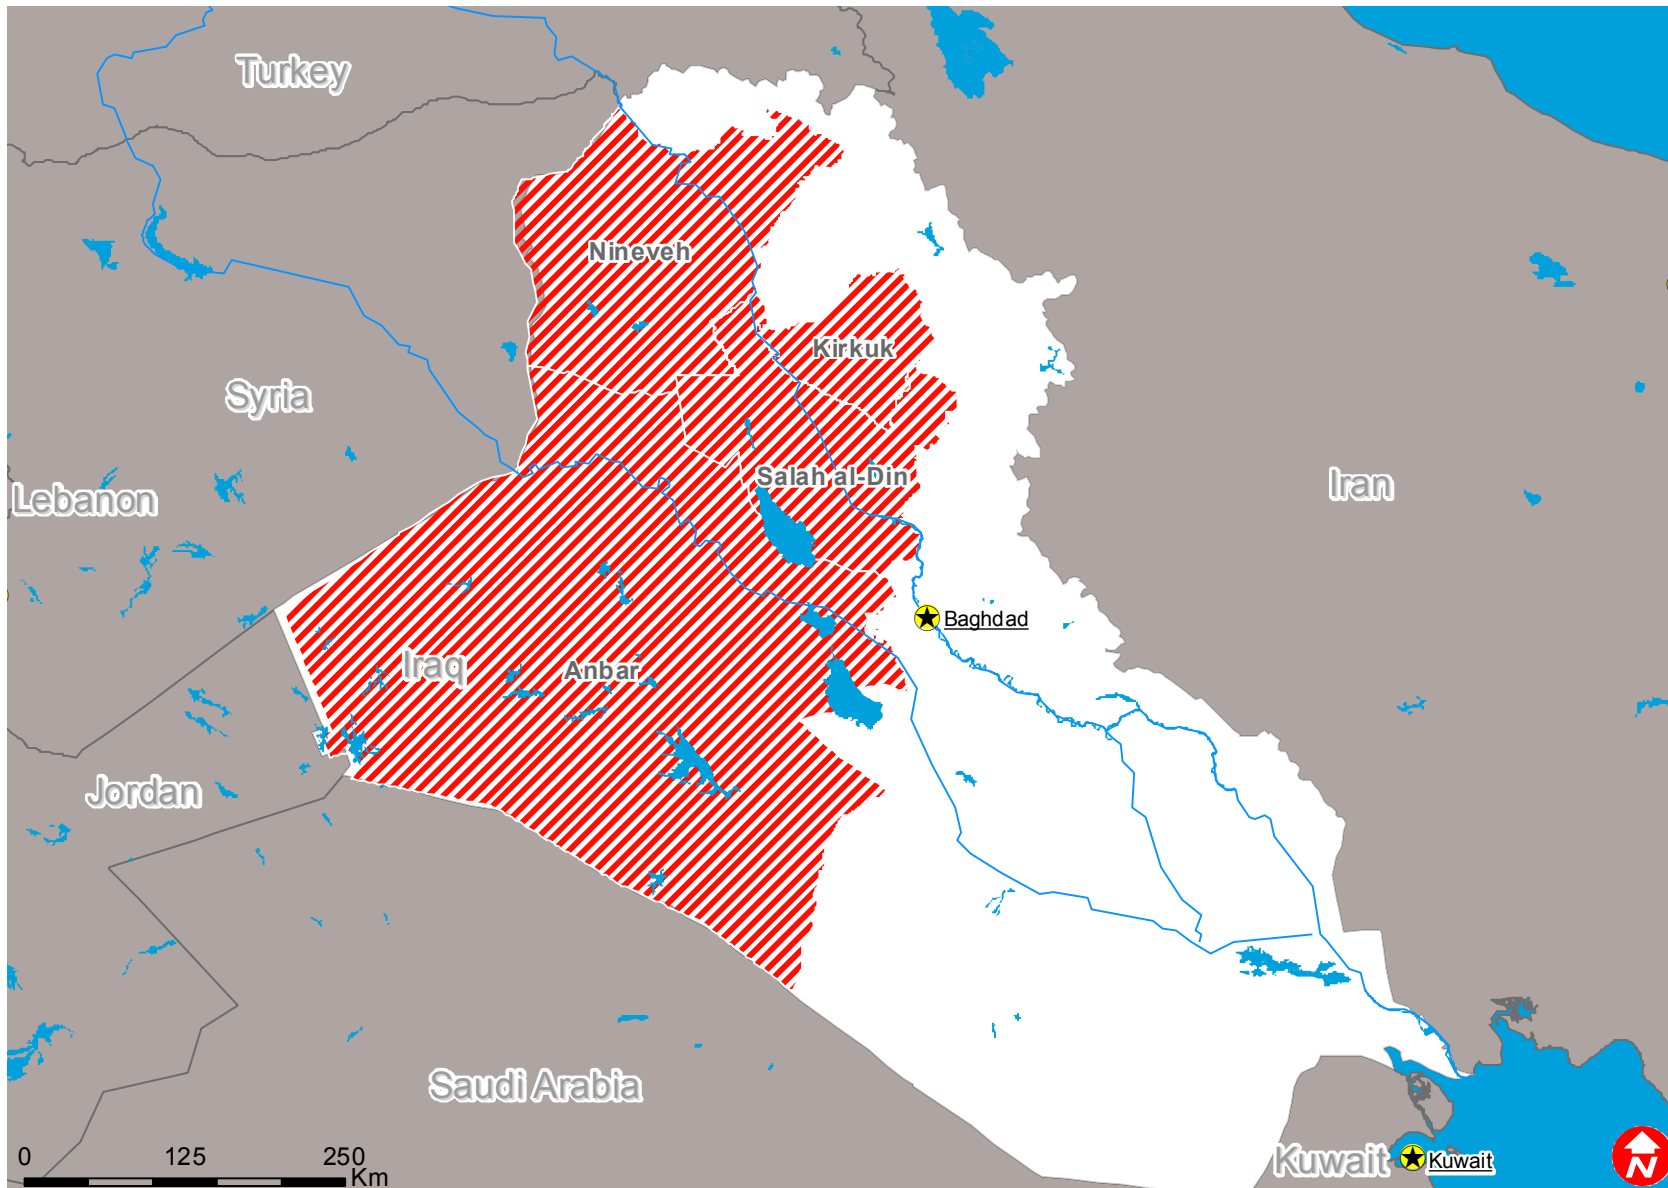 Turkey
Nineveh
Kirkuk
Syria
Salah al-Din
Lebanon
Iran
Baghdad
Iraq
Anbar
Jordan
Saudi Arabia
Kuwait
Kuwait
0 125 250
Km
N